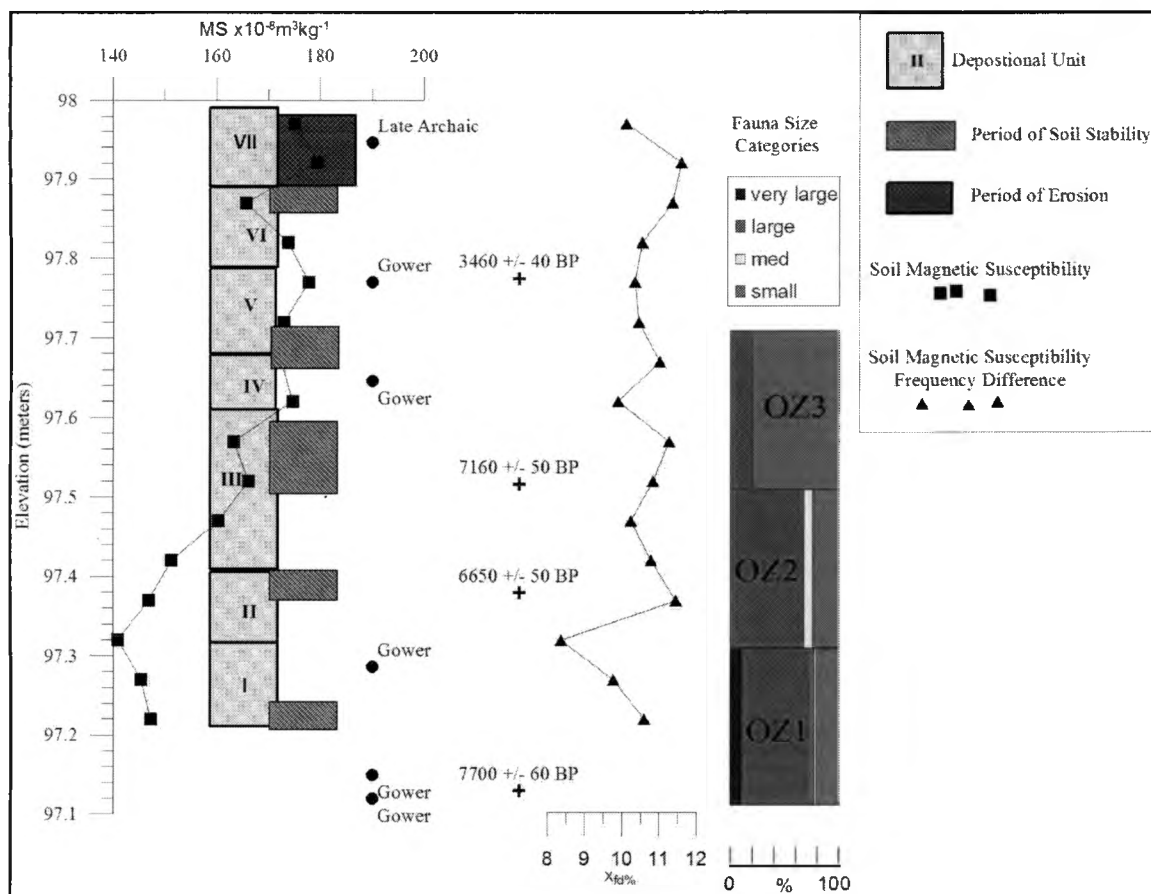 MS x10⁻⁸m³kg⁻¹
140 160 180 200
98
97.9
97.8
97.7
97.6
97.5
97.4
97.3
97.2
97.1
Elevation (meters)
VII
VI
V
IV
III
II
I
Late Archaic
Gower
Gower
Gower
Gower
Gower
3460 +/- 40 BP
7160 +/- 50 BP
6650 +/- 50 BP
7700 +/- 60 BP
8 9 10 11 12
Xfd%
Fauna Size
Categories
very large
large
med
small
OZ3
OZ2
OZ1
0 % 100
II
Depostional Unit
Period of Soil Stability
Period of Erosion
Soil Magnetic Susceptibility
Soil Magnetic Susceptibility
Frequency Difference